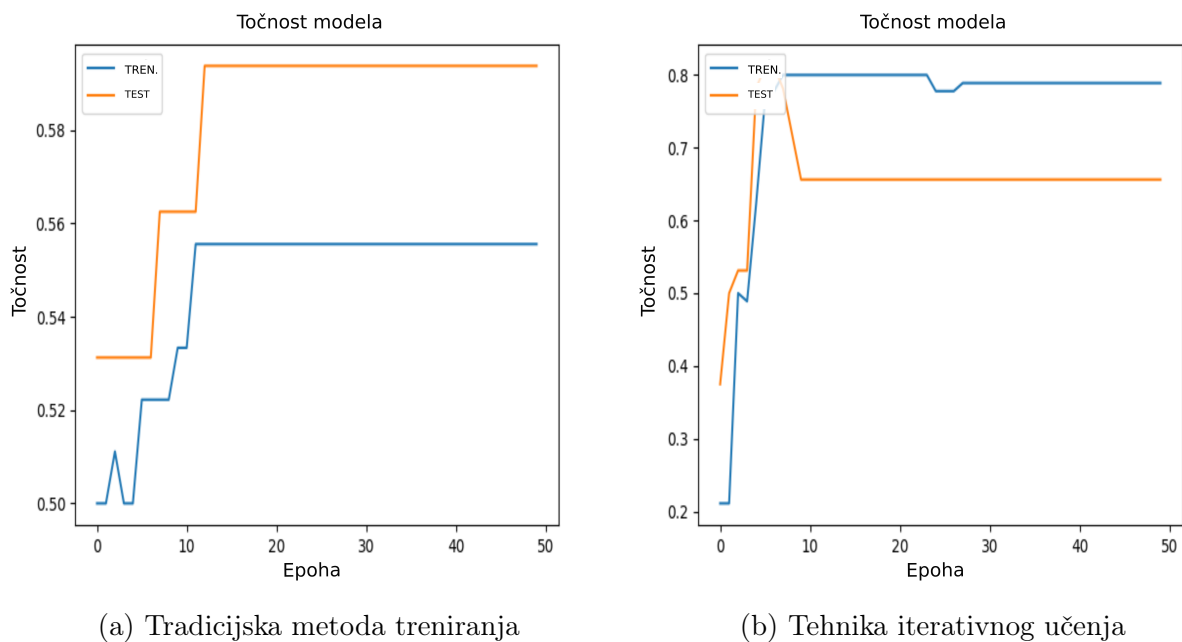 Točnost modela
TREN.
TEST
0.58
0.56
0.54
0.52
0.50
Točnost
0 10 20 30 40 50
Epoha
(a) Tradicijska metoda treniranja
Točnost modela
TREN.
TEST
0.8
0.7
0.6
0.5
0.4
0.3
0.2
Točnost
0 10 20 30 40 50
Epoha
(b) Tehnika iterativnog učenja